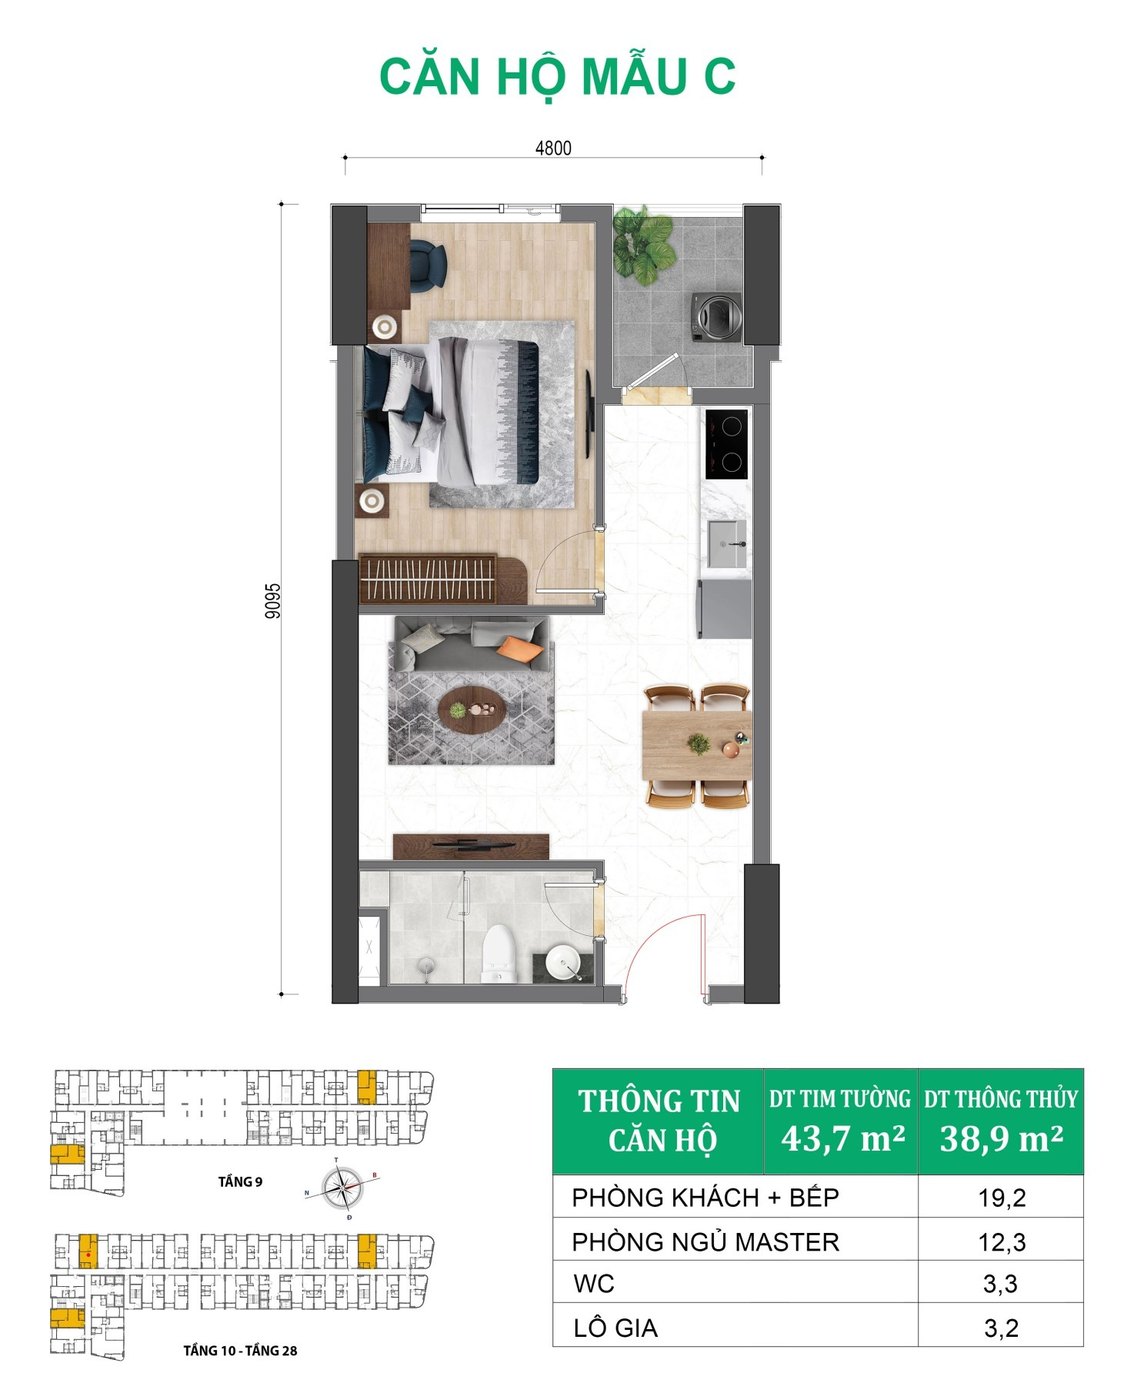 CĂN HỘ MẪU C
4800
9095
THÔNG TIN CĂN HỘ
DT TIM TƯỜNG 43,7 m²
DT THÔNG THỦY 38,9 m²
PHÒNG KHÁCH + BẾP 19,2
PHÒNG NGỦ MASTER 12,3
WC 3,3
LÔ GIA 3,2
TẦNG 9
T
B
N
Đ
TẦNG 10 - TẦNG 28